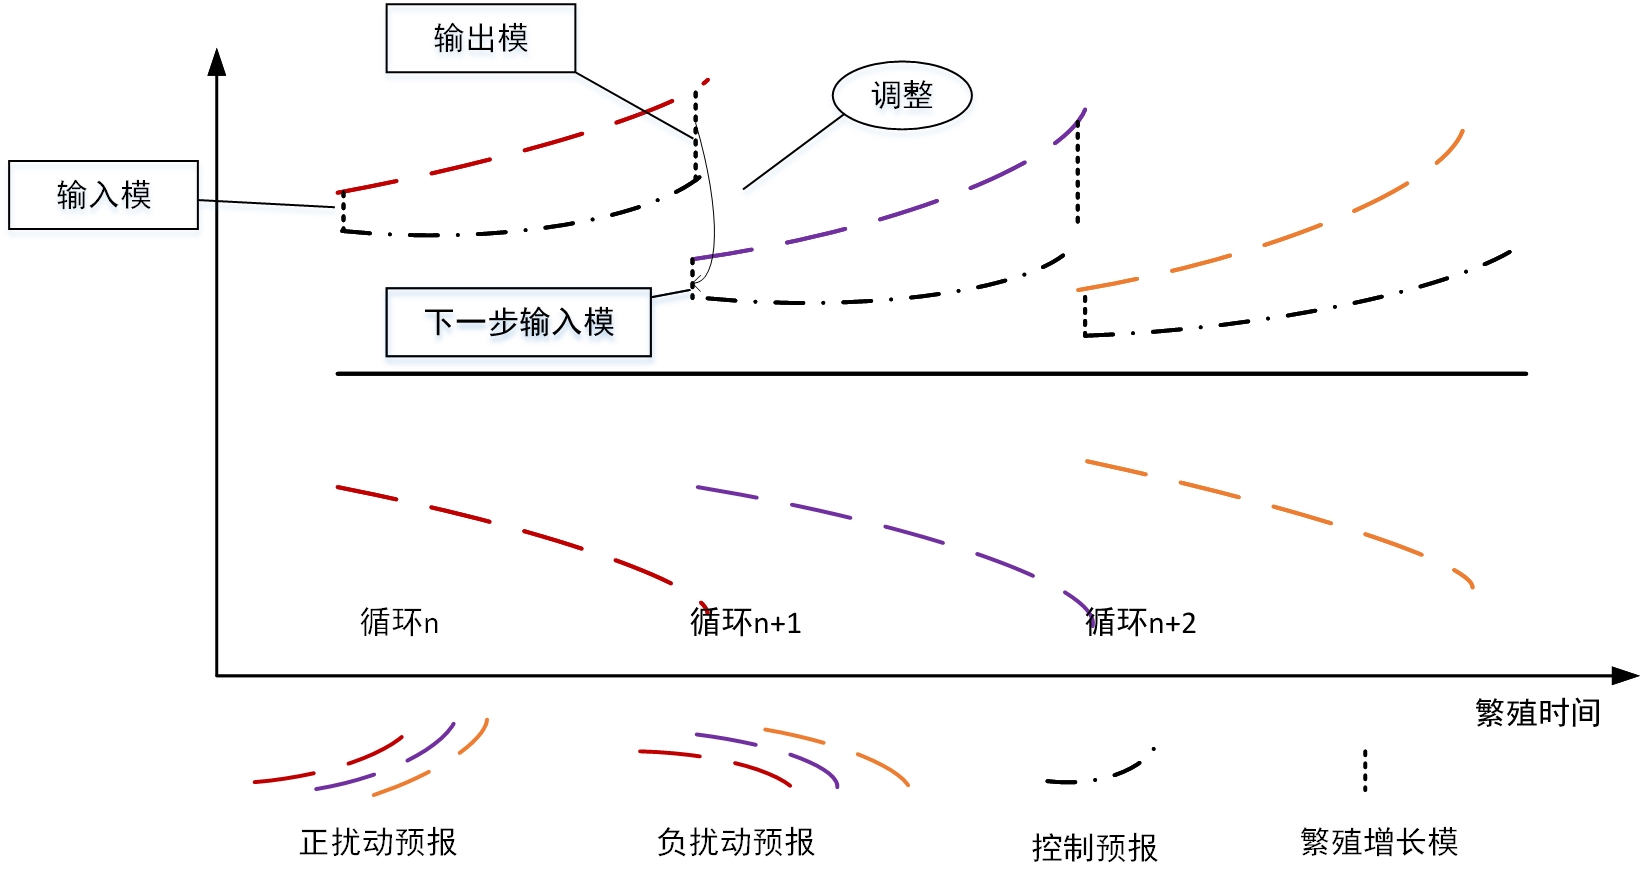 输出模
调整
输入模
下一步输入模
循环n
循环n+1
循环n+2
繁殖时间
正扰动预报
负扰动预报
控制预报
繁殖增长模